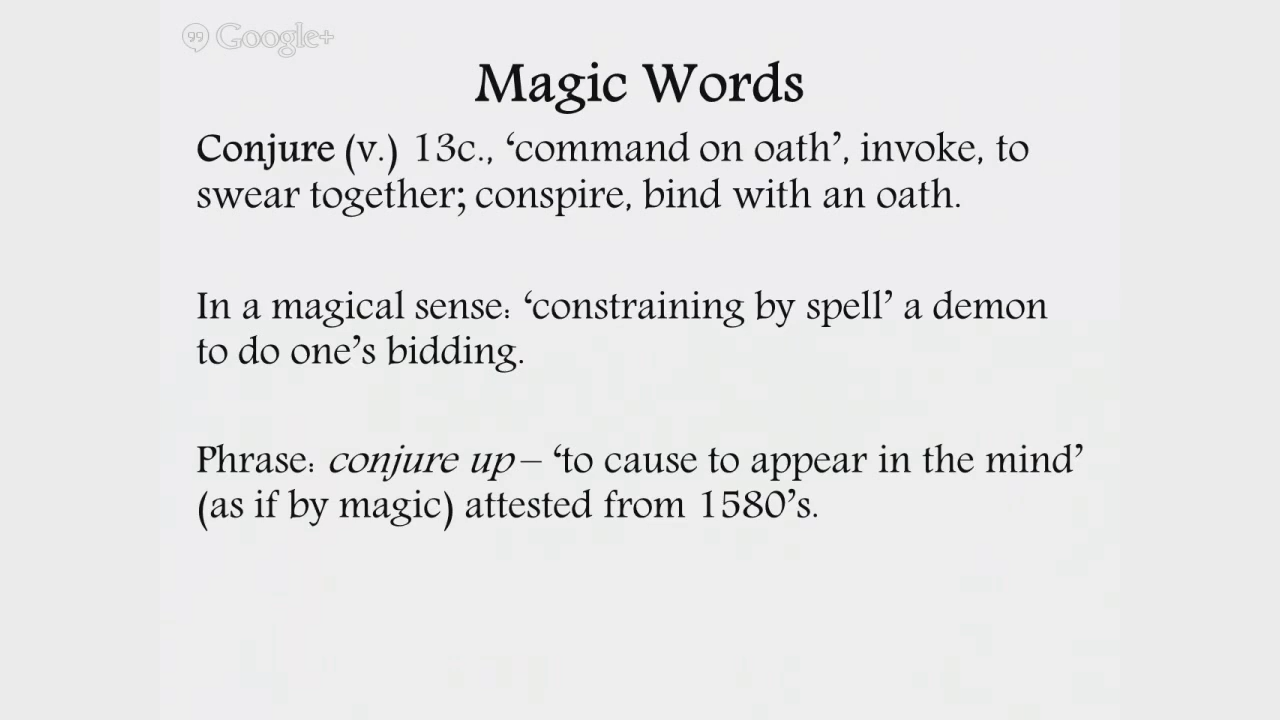 99 Google+
Magic Words
Conjure (v.) 13c., ‘command on oath’, invoke, to
swear together; conspire, bind with an oath.
In a magical sense: ‘constraining by spell’ a demon
to do one’s bidding.
Phrase: conjure up – ‘to cause to appear in the mind’
(as if by magic) attested from 1580’s.